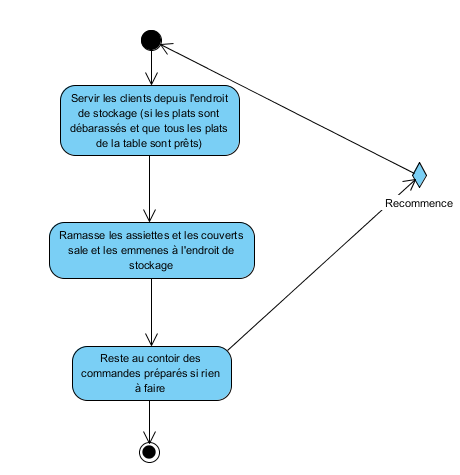 Servir les clients depuis l'endroit
de stockage (si les plats sont
débarassés et que tous les plats
de la table sont prêts)
Recommence
Ramasse les assiettes et les couverts
sale et les emmenes à l'endroit de
stockage
Reste au contoir des
commandes préparés si rien
à faire